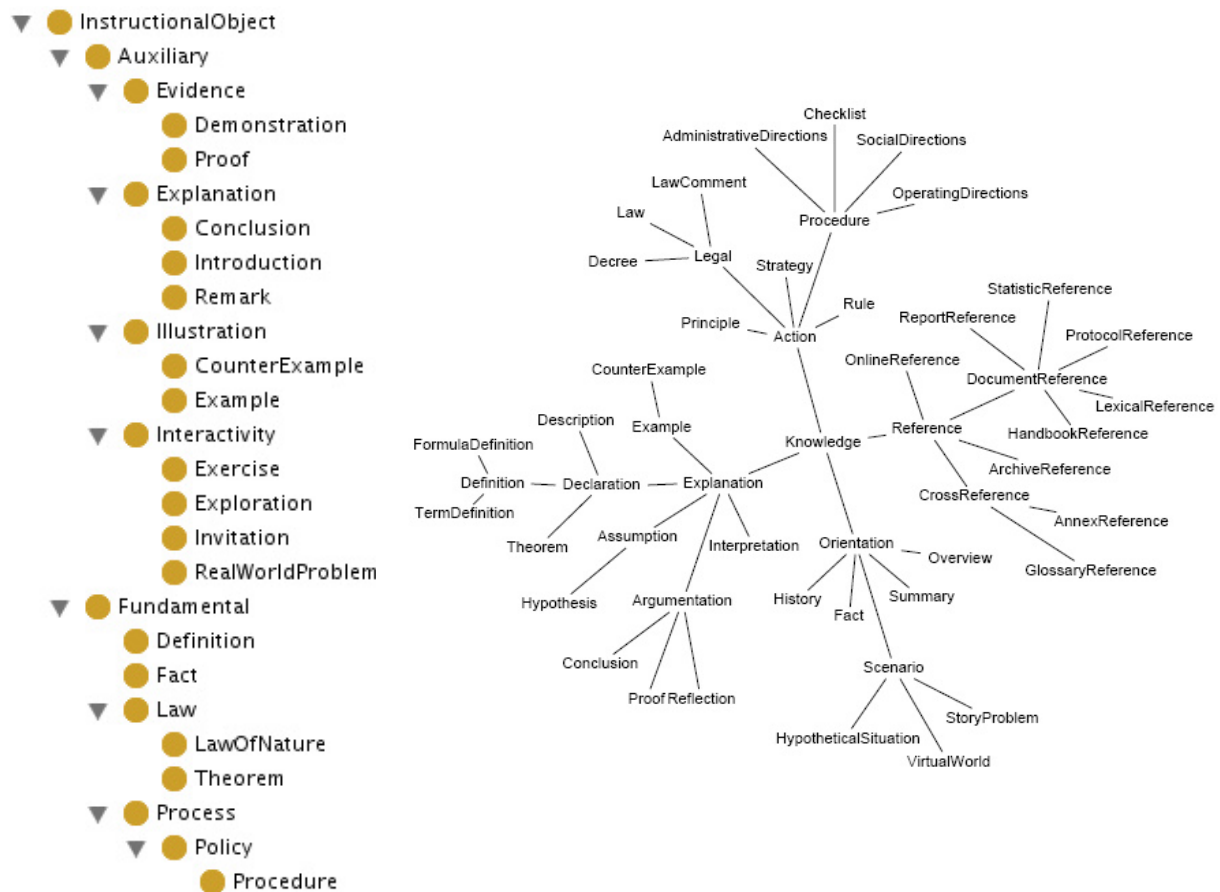 InstructionalObject
Auxiliary
Evidence
Demonstration
Proof
Explanation
Conclusion
Introduction
Remark
Illustration
CounterExample
Example
Interactivity
Exercise
Exploration
Invitation
RealWorldProblem
Fundamental
Definition
Fact
Law
LawOfNature
Theorem
Process
Policy
Procedure
Checklist
AdministrativeDirections
SocialDirections
LawComment
OperatingDirections
Law
Procedure
Legal
Decree
Strategy
StatisticReference
Rule
ReportReference
Principle
Action
ProtocolReference
OnlineReference
CounterExample
DocumentReference
LexicalReference
Description
Example
Reference
HandbookReference
FormulaDefinition
Knowledge
ArchiveReference
Definition
Declaration
Explanation
CrossReference
TermDefinition
AnnexReference
Assumption
Theorem
Interpretation
Orientation
Overview
GlossaryReference
Hypothesis
Argumentation
History
Summary
Fact
Conclusion
Scenario
Proof
Reflection
StoryProblem
HypotheticalSituation
VirtualWorld